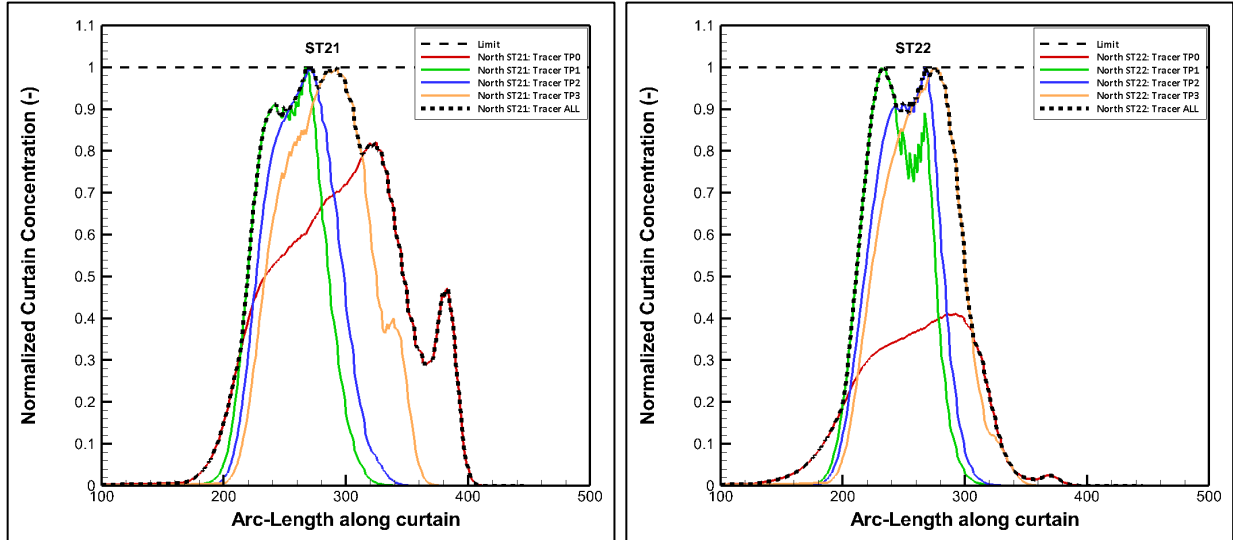 ST21
Limit
North ST21: Tracer TP0
North ST21: Tracer TP1
North ST21: Tracer TP2
North ST21: Tracer TP3
North ST21: Tracer ALL
Normalized Curtain Concentration (-)
1.1
1
0.9
0.8
0.7
0.6
0.5
0.4
0.3
0.2
0.1
0
100
200
300
400
500
Arc-Length along curtain
ST22
Limit
North ST22: Tracer TP0
North ST22: Tracer TP1
North ST22: Tracer TP2
North ST22: Tracer TP3
North ST22: Tracer ALL
Normalized Curtain Concentration (-)
1.1
1
0.9
0.8
0.7
0.6
0.5
0.4
0.3
0.2
0.1
0
100
200
300
400
500
Arc-Length along curtain